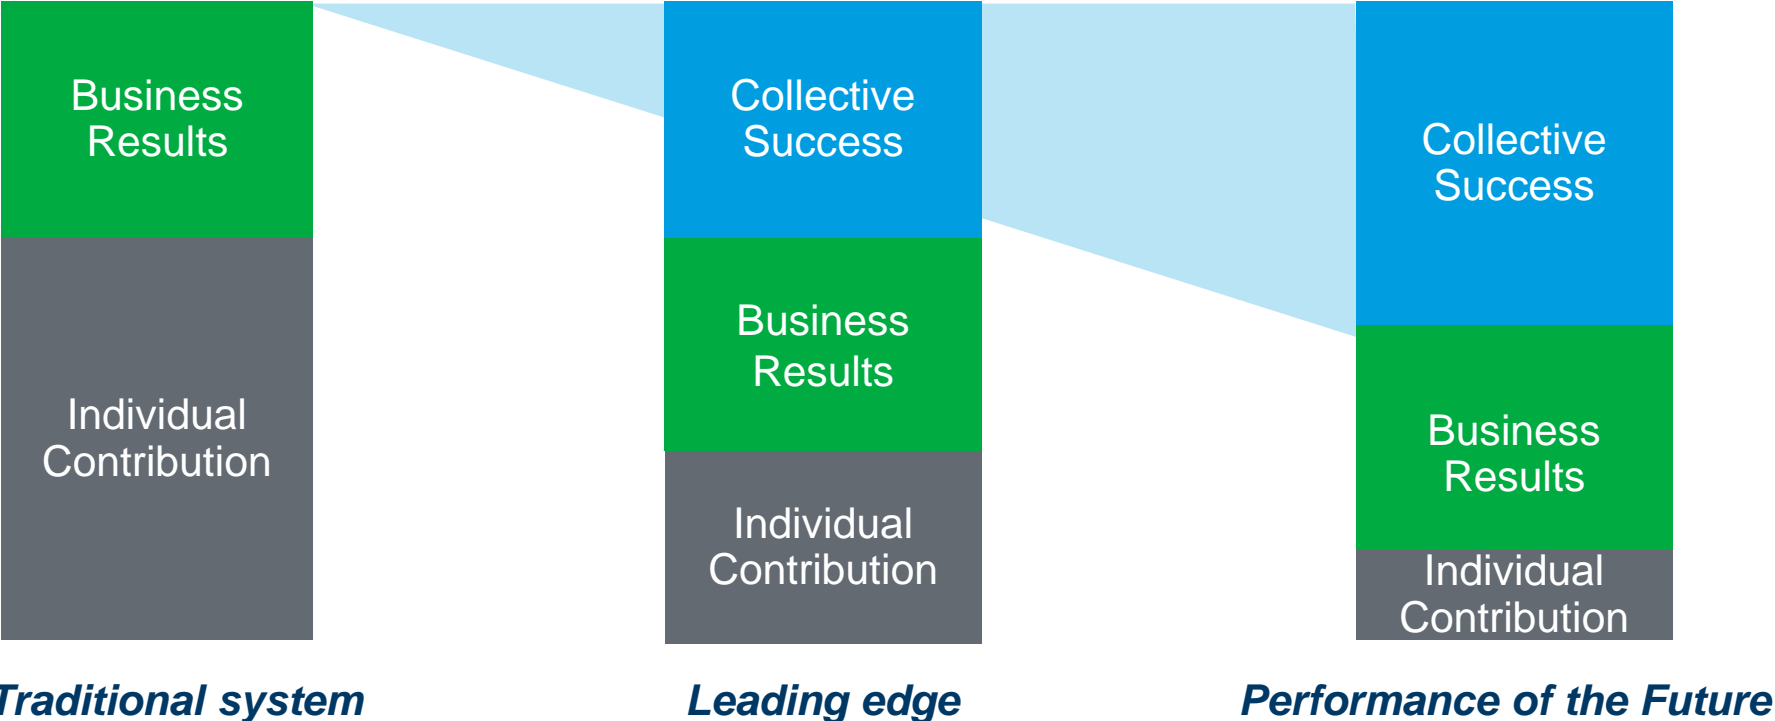 Business
Results
Individual
Contribution
Traditional system
Collective
Success
Business
Results
Individual
Contribution
Leading edge
Collective
Success
Business
Results
Individual
Contribution
Performance of the Future